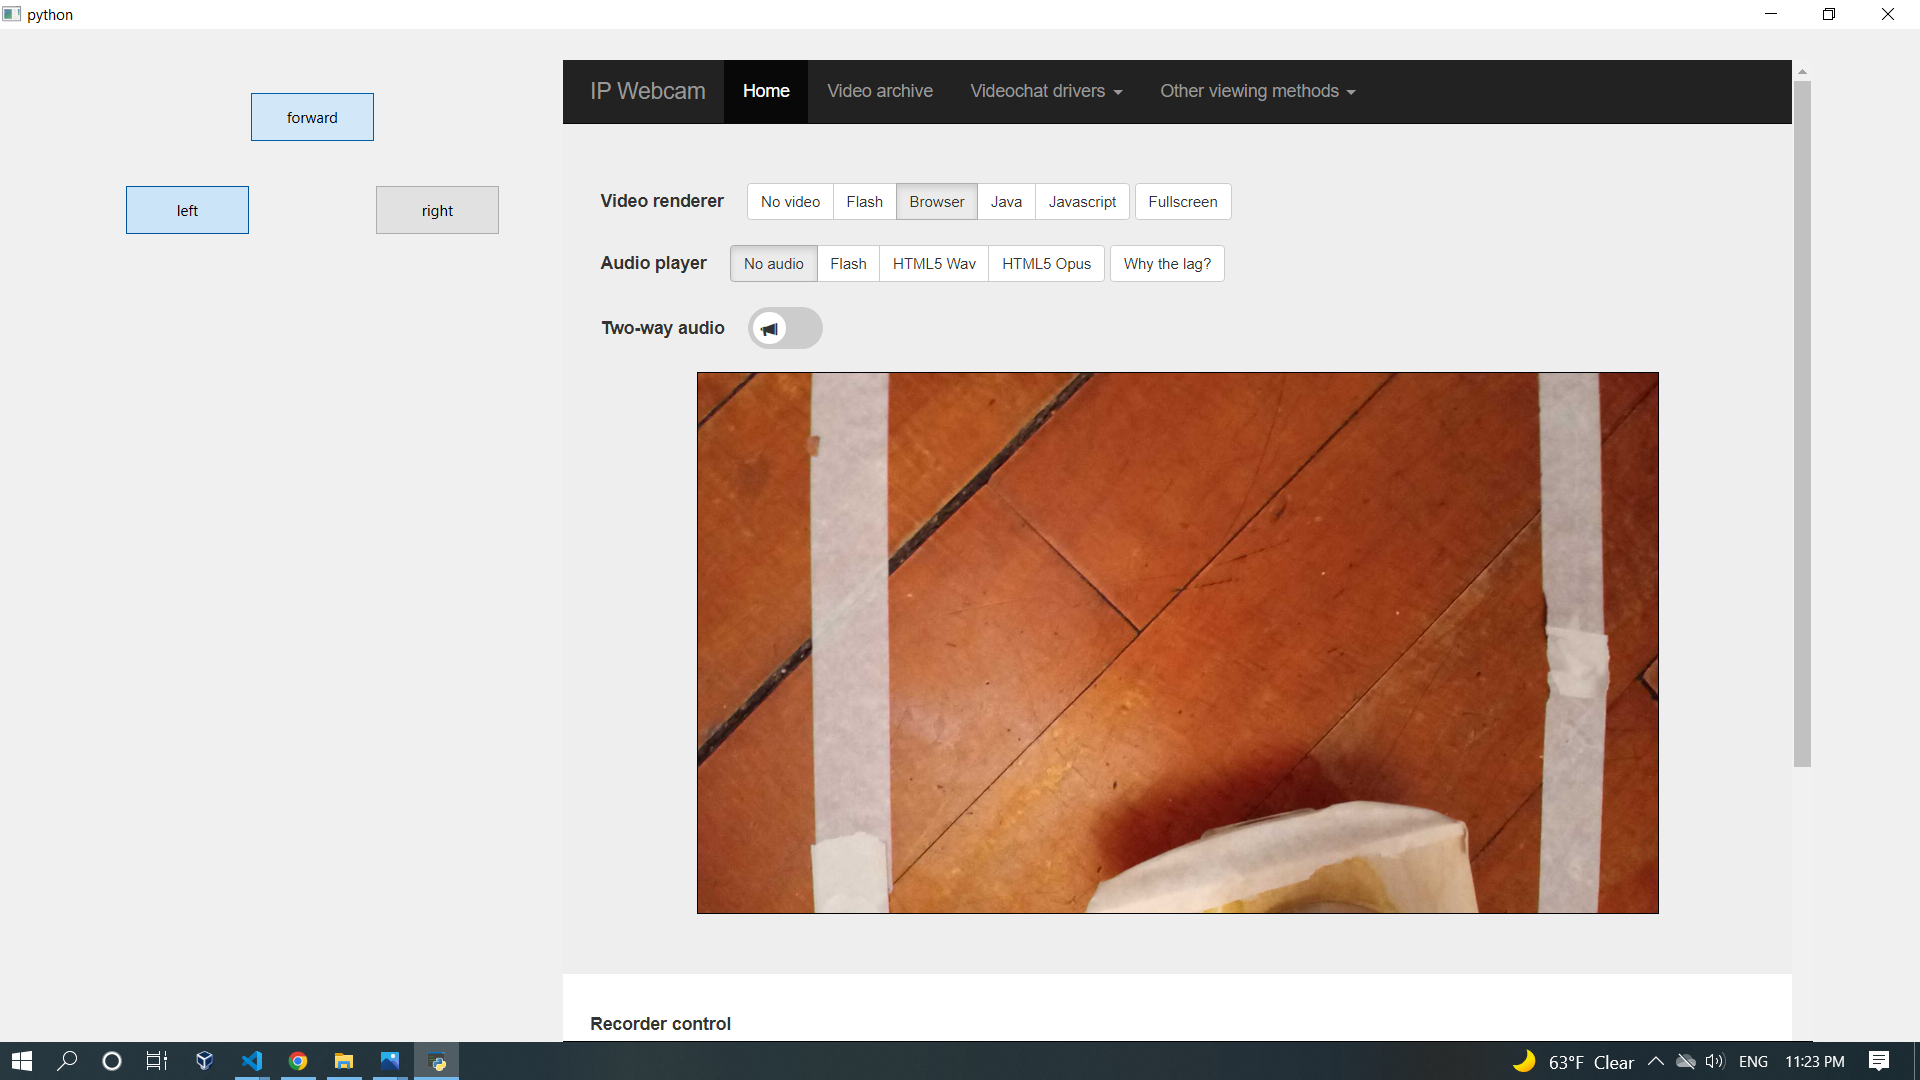 python
forward
left right
IP Webcam Home Video archive Videochat drivers Other viewing methods
Video renderer No video Flash Browser Java Javascript Fullscreen
Audio player No audio Flash HTML5 Wav HTML5 Opus Why the lag?
Two-way audio
Recorder control
63°F Clear ENG 11:23 PM